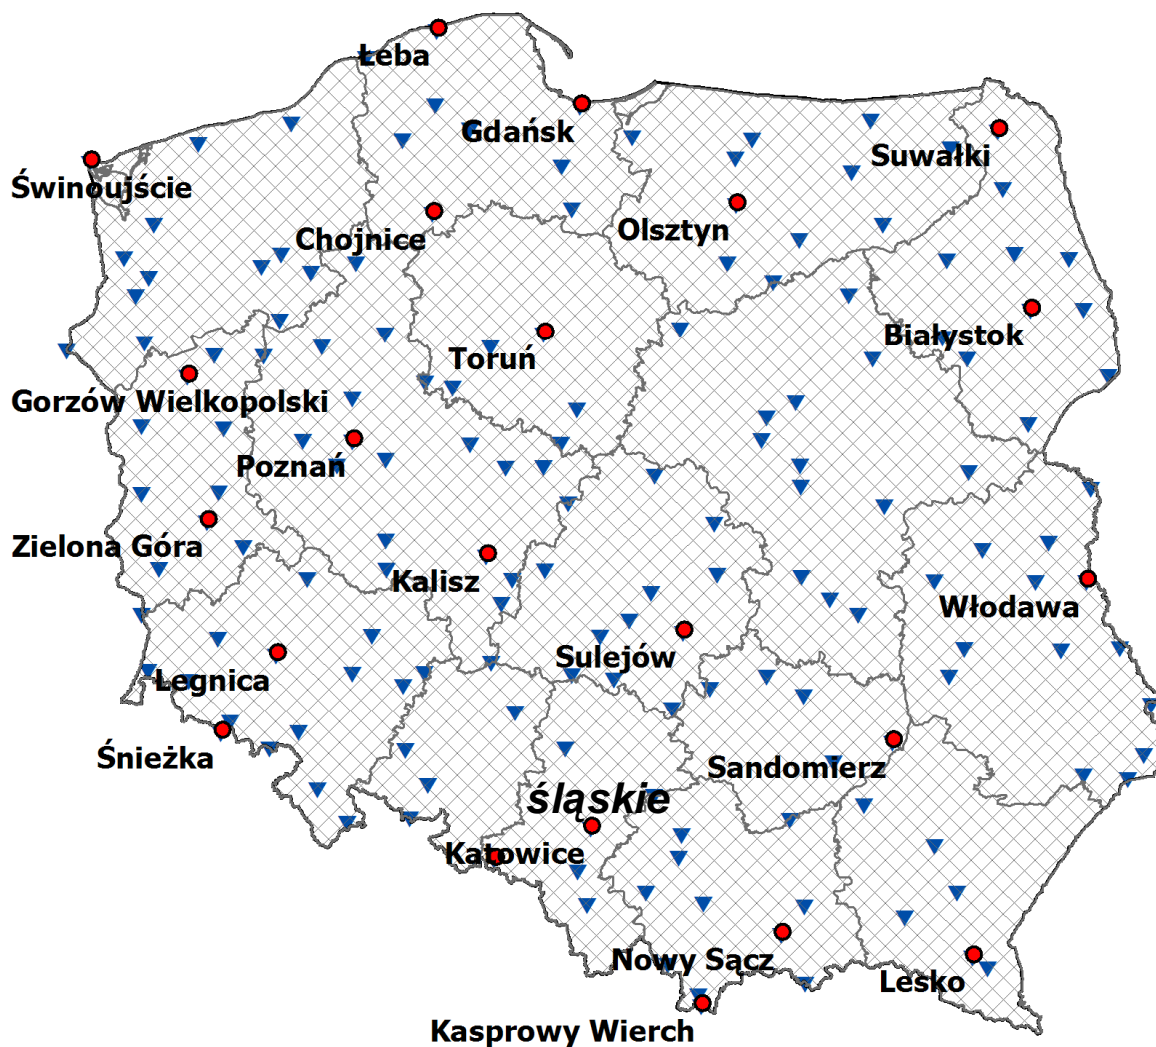 Łeba
Gdańsk
Suwałki
Świnoujście
Chojnice
Olsztyn
Białystok
Toruń
Gorzów Wielkopolski
Poznań
Zielona Góra
Kalisz
Włodawa
Sulejów
Legnica
Śnieżka
Sandomierz
śląskie
Katowice
Nowy Sącz
Lesko
Kasprowy Wierch